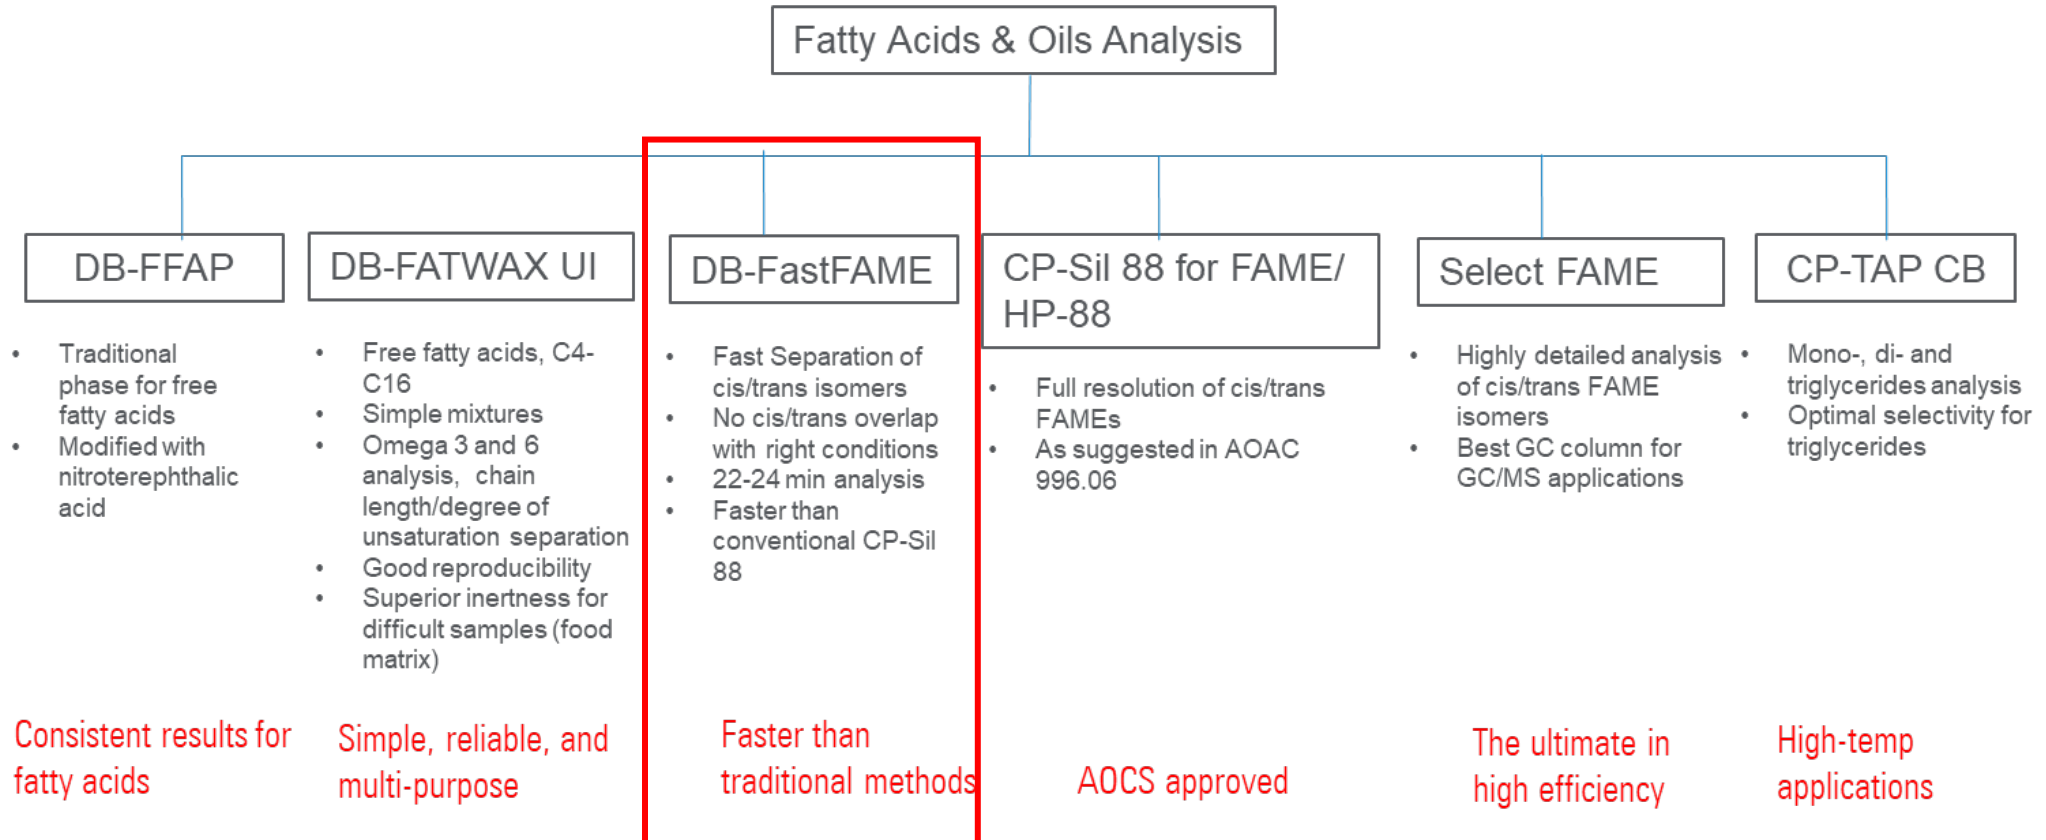 Fatty Acids & Oils Analysis
DB-FFAP
• Traditional
phase for free
fatty acids
• Modified with
nitroterephthalic
acid
Consistent results for
fatty acids
DB-FATWAX UI
• Free fatty acids, C4-
C16
• Simple mixtures
• Omega 3 and 6
analysis, chain
length/degree of
unsaturation separation
• Good reproducibility
• Superior inertness for
difficult samples (food
matrix)
Simple, reliable, and
multi-purpose
DB-FastFAME
• Fast Separation of
cis/trans isomers
• No cis/trans overlap
with right conditions
• 22-24 min analysis
• Faster than
conventional CP-Sil
88
Faster than
traditional methods
CP-Sil 88 for FAME/
HP-88
• Full resolution of cis/trans
FAMEs
• As suggested in AOAC
996.06
AOCS approved
Select FAME
• Highly detailed analysis
of cis/trans FAME
isomers
• Best GC column for
GC/MS applications
The ultimate in
high efficiency
CP-TAP CB
• Mono-, di- and
triglycerides analysis
• Optimal selectivity for
triglycerides
High-temp
applications